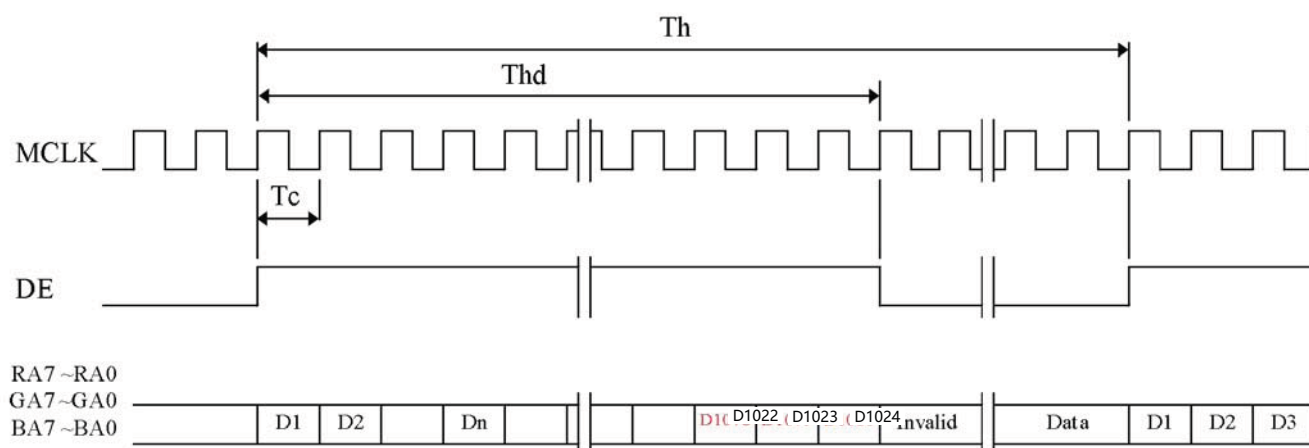 Th
Thd
MCLK
Tc
DE
RA7 ~RA0
GA7 ~GA0
BA7 ~BA0 D1 D2 Dn D1022 D1023 D1024 Invalid Data D1 D2 D3